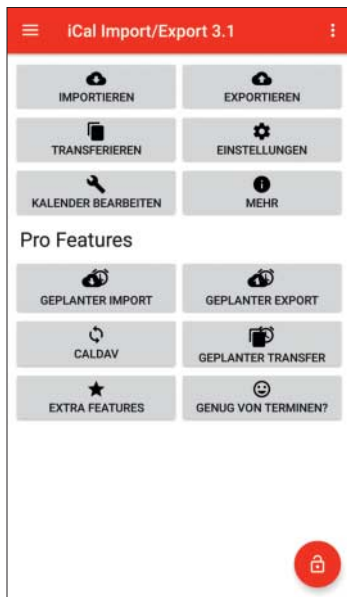 iCal Import/Export 3.1
IMPORTIEREN
EXPORTIEREN
TRANSFERIEREN
EINSTELLUNGEN
KALENDER BEARBEITEN
MEHR
Pro Features
GEPLANTER IMPORT
GEPLANTER EXPORT
CALDAV
GEPLANTER TRANSFER
EXTRA FEATURES
GENUG VON TERMINEN?